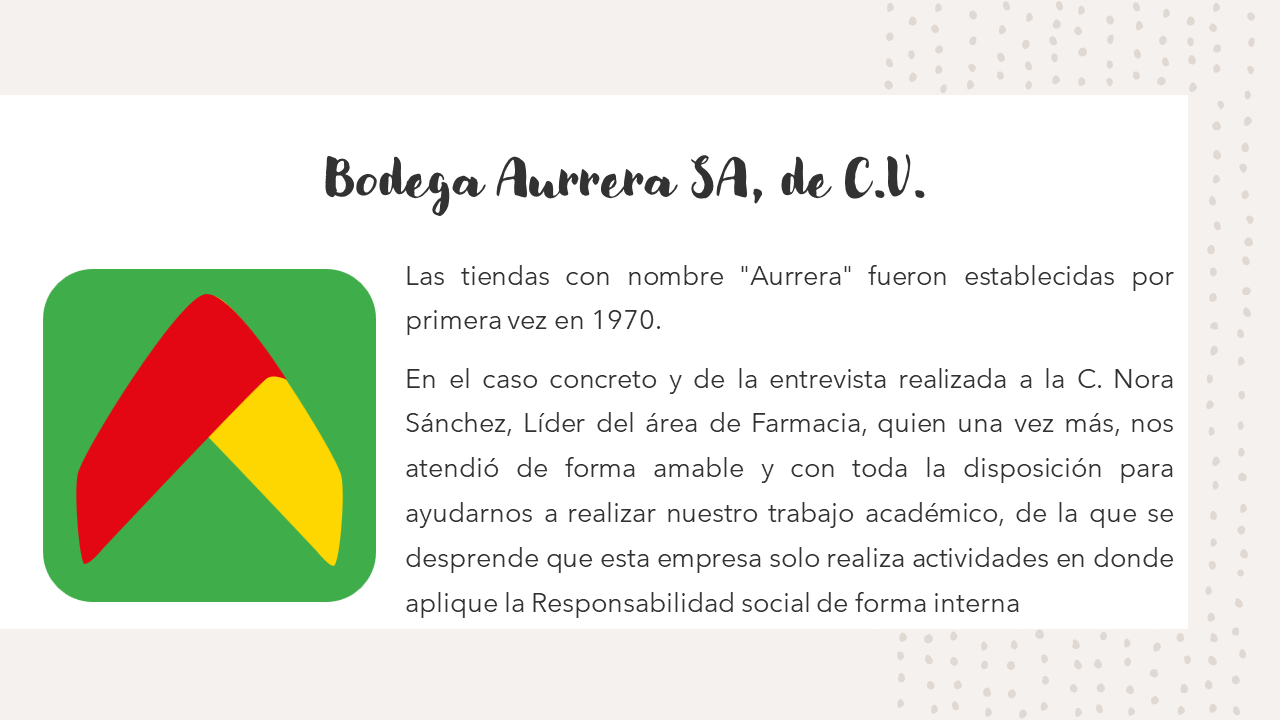 Bodega Aurrera SA, de C.V.
Las tiendas con nombre "Aurrera" fueron establecidas por
primera vez en 1970.
En el caso concreto y de la entrevista realizada a la C. Nora
Sánchez, Líder del área de Farmacia, quien una vez más, nos
atendió de forma amable y con toda la disposición para
ayudarnos a realizar nuestro trabajo académico, de la que se
desprende que esta empresa solo realiza actividades en donde
aplique la Responsabilidad social de forma interna